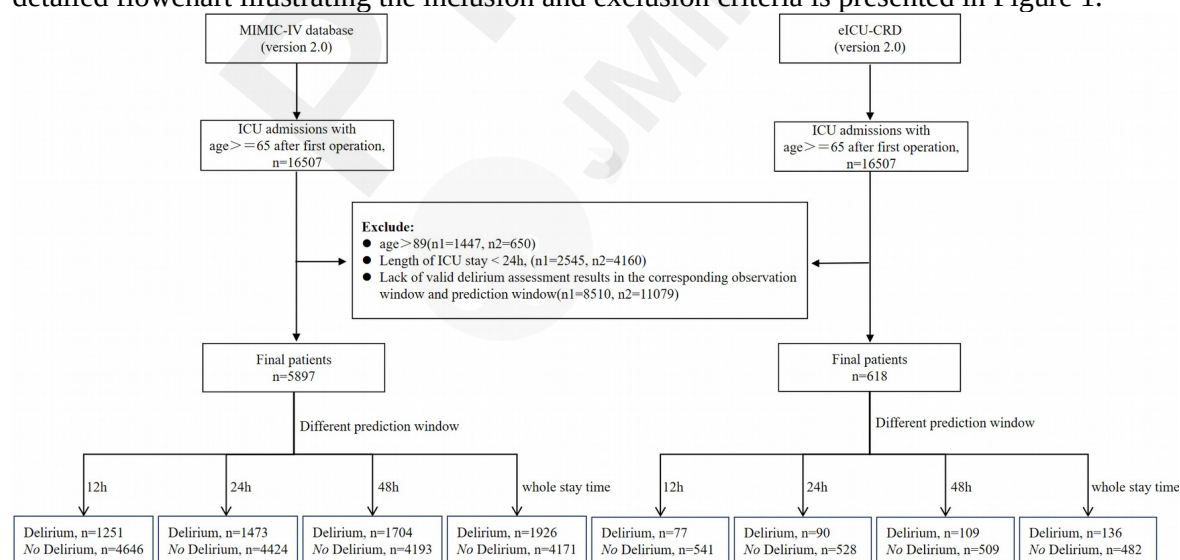 detailed flowchart illustrating the inclusion and exclusion criteria is presented in Figure 1.
MIMIC-IV database
(version 2.0)
eICU-CRD
(version 2.0)
ICU admissions with
age>=65 after first operation,
n=16507
ICU admissions with
age>=65 after first operation,
n=16507
Exclude:
● age>89(n1=1447, n2=650)
● Length of ICU stay < 24h, (n1=2545, n2=4160)
● Lack of valid delirium assessment results in the corresponding observation
window and prediction window(n1=8510, n2=11079)
Final patients
n=5897
Final patients
n=618
Different prediction window
Different prediction window
12h
24h
48h
whole stay time
12h
24h
48h
whole stay time
Delirium, n=1251
No Delirium, n=4646
Delirium, n=1473
No Delirium, n=4424
Delirium, n=1704
No Delirium, n=4193
Delirium, n=1926
No Delirium, n=4171
Delirium, n=77
No Delirium, n=541
Delirium, n=90
No Delirium, n=528
Delirium, n=109
No Delirium, n=509
Delirium, n=136
No Delirium, n=482